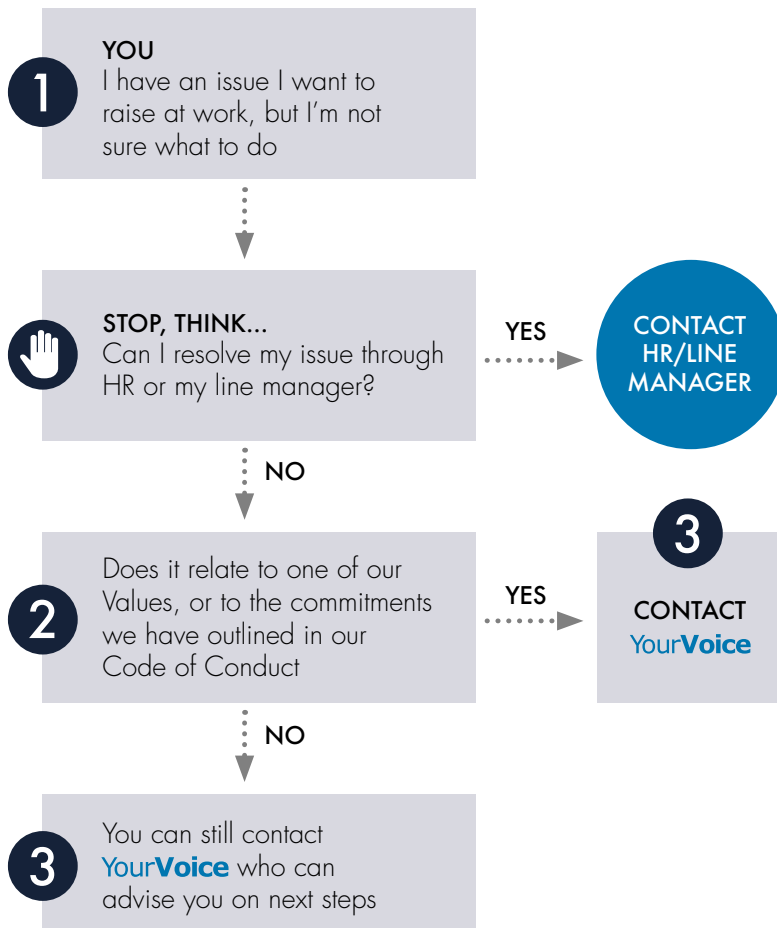 1
YOU
I have an issue I want to
raise at work, but I'm not
sure what to do
STOP, THINK...
Can I resolve my issue through
HR or my line manager?
YES
CONTACT
HR/LINE
MANAGER
NO
2
Does it relate to one of our
Values, or to the commitments
we have outlined in our
Code of Conduct
YES
3
CONTACT
YourVoice
NO
3
You can still contact
YourVoice who can
advise you on next steps